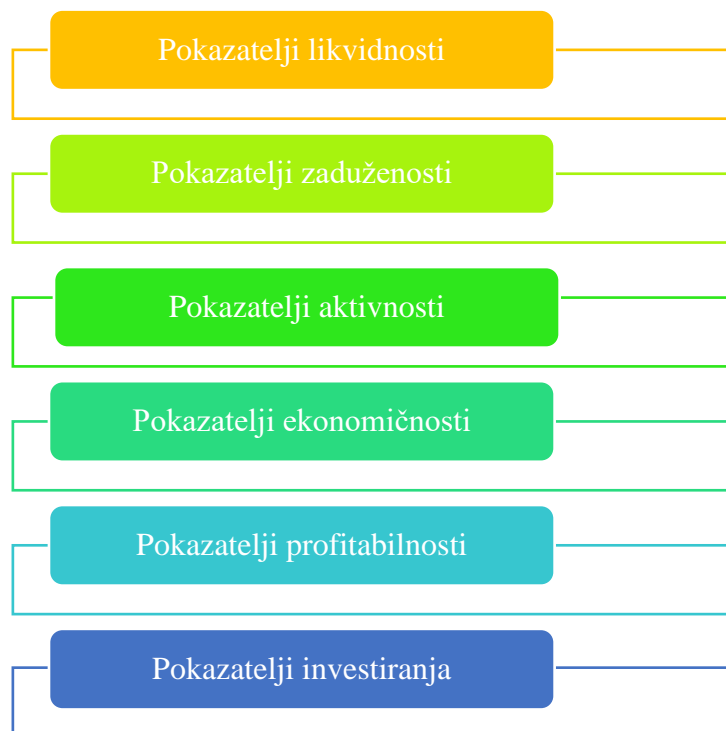 Pokazatelji likvidnosti
Pokazatelji zaduženosti
Pokazatelji aktivnosti
Pokazatelji ekonomičnosti
Pokazatelji profitabilnosti
Pokazatelji investiranja